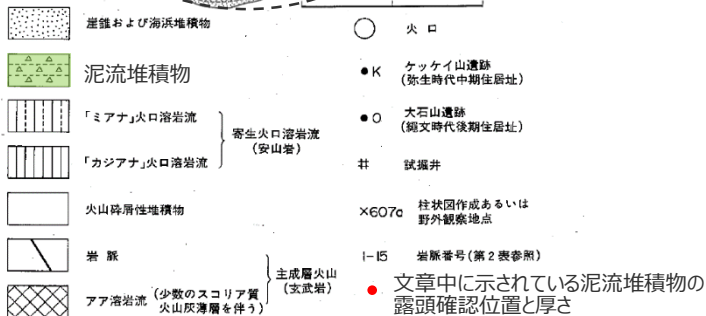 崖錐および海浜堆積物
泥流堆積物
「ミアナ」火口溶岩流
「カジアナ」火口溶岩流
寄生火口溶岩流
(安山岩)
火山砕屑性堆積物
岩脈
アア溶岩流 (少数のスコリア質
火山灰薄層を伴う)
主成層火山
(玄武岩)
火口
K ケッケイ山遺跡
(弥生時代中期住居址)
O 大石山遺跡
(縄文時代後期住居址)
井 試掘井
×607a 柱状図作成あるいは
野外観察地点
I-15 岩脈番号(第2表参照)
文章中に示されている泥流堆積物の
露頭確認位置と厚さ